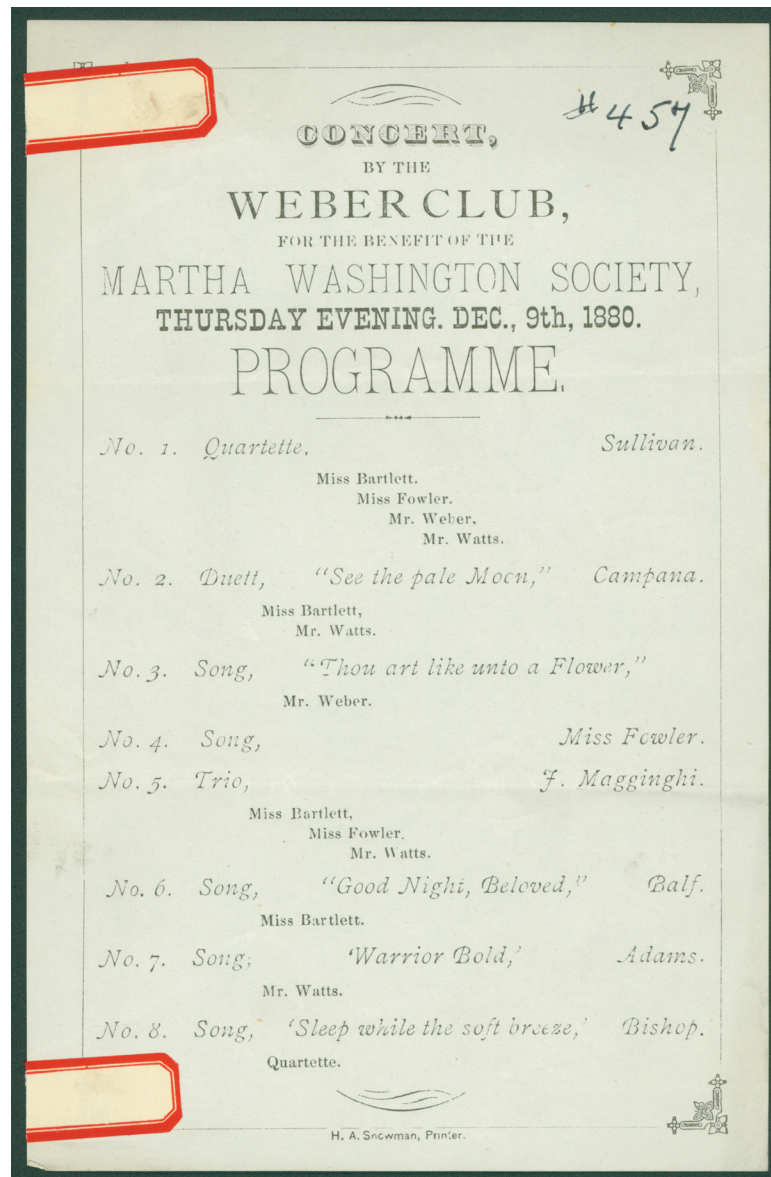 # 457
CONCERT,
BY THE
WEBER CLUB,
FOR THE BENEFIT OF THE
MARTHA WASHINGTON SOCIETY,
THURSDAY EVENING. DEC., 9th, 1880.
PROGRAMME.
No. 1. Quartette, Sullivan.
Miss Bartlett.
Miss Fowler.
Mr. Weber.
Mr. Watts.
No. 2. Duett, "See the pale Moon," Campana.
Miss Bartlett,
Mr. Watts.
No. 3. Song, "Thou art like unto a Flower,"
Mr. Weber.
No. 4. Song, Miss Fowler.
No. 5. Trio, J. Magginghi.
Miss Bartlett,
Miss Fowler.
Mr. Watts.
No. 6. Song, "Good Night, Beloved," Balf.
Miss Bartlett.
No. 7. Song; 'Warrior Bold,' Adams.
Mr. Watts.
No. 8. Song, 'Sleep while the soft breeze,' Bishop.
Quartette.
H. A. Snowman, Printer.